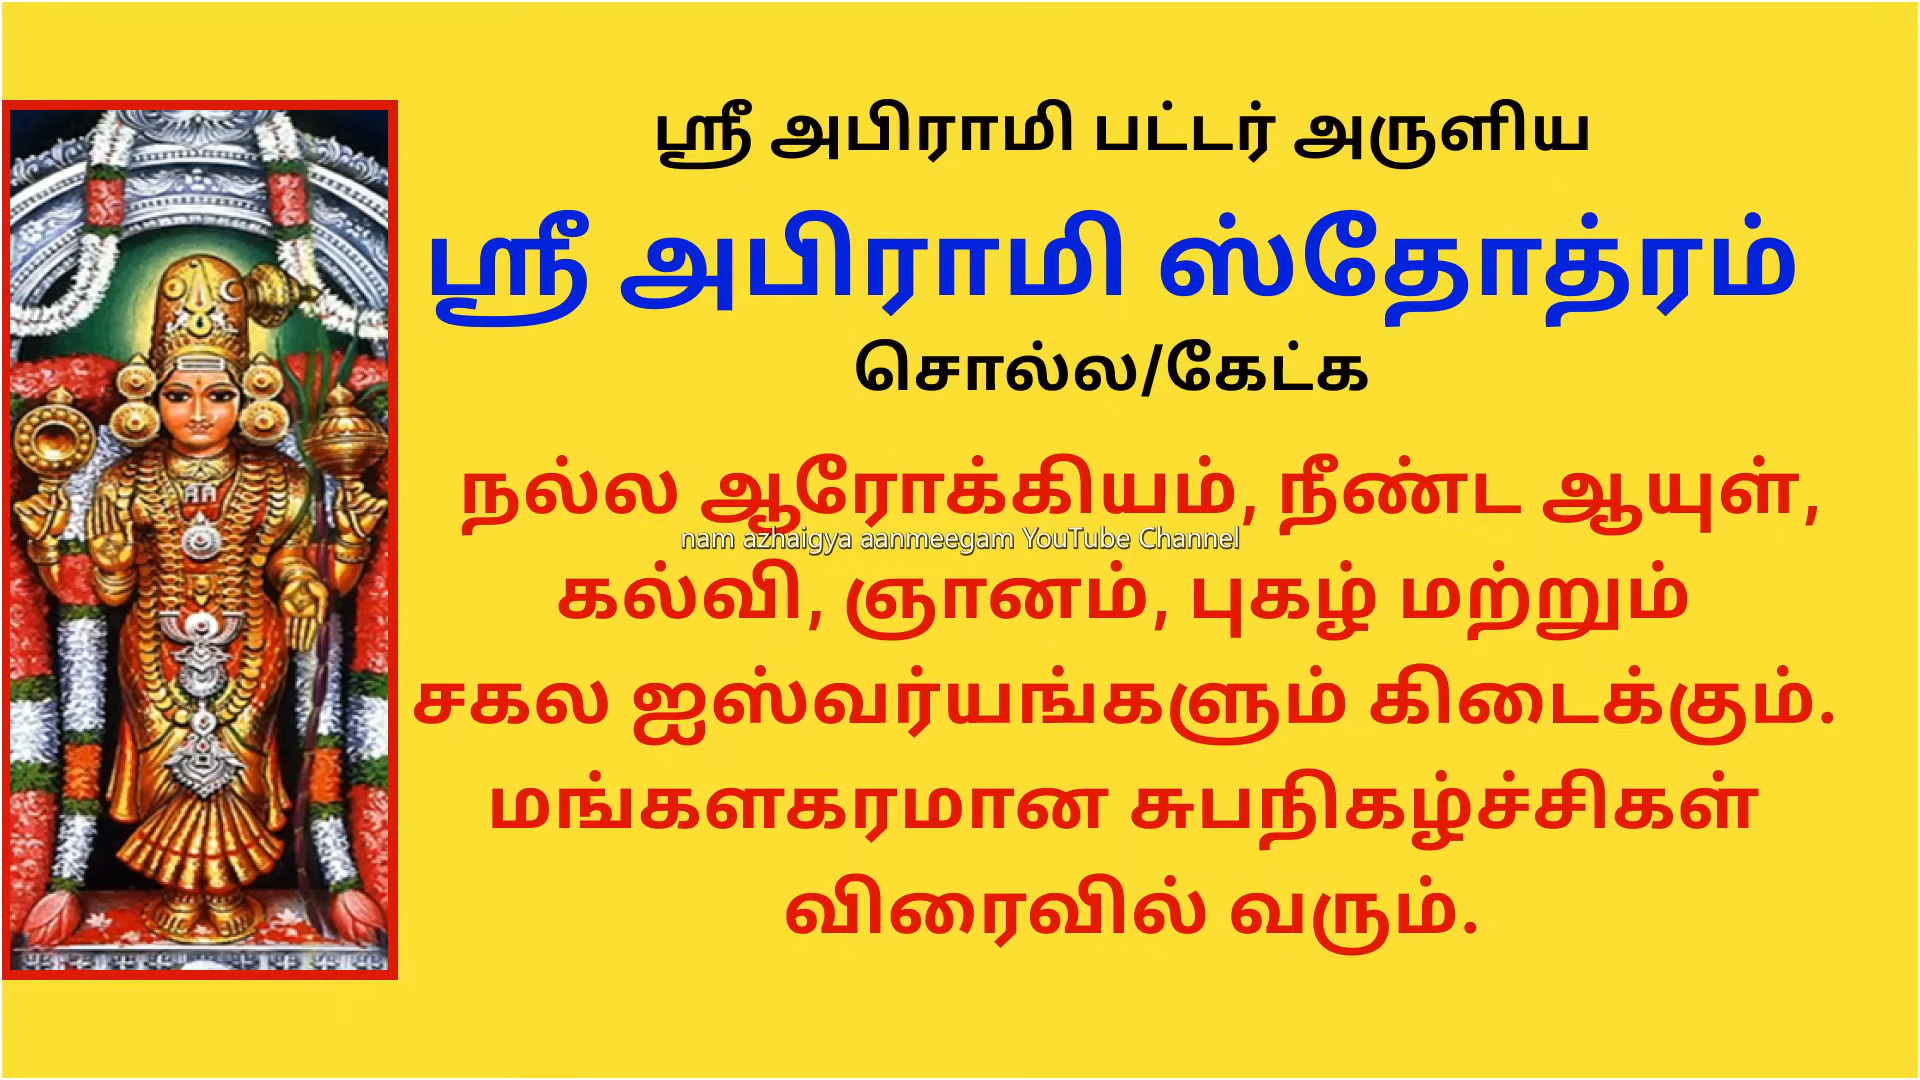 ஸ்ரீ அபிராமி பட்டர் அருளிய
ஸ்ரீ அபிராமி ஸ்தோத்ரம்
சொல்ல/கேட்க
நல்ல ஆரோக்கியம், நீண்ட ஆயுள்,
nam azhaigya aanmeegam YouTube Channel
கல்வி, ஞானம், புகழ் மற்றும்
சகல ஐஸ்வர்யங்களும் கிடைக்கும்.
மங்களகரமான சுபநிகழ்ச்சிகள்
விரைவில் வரும்.